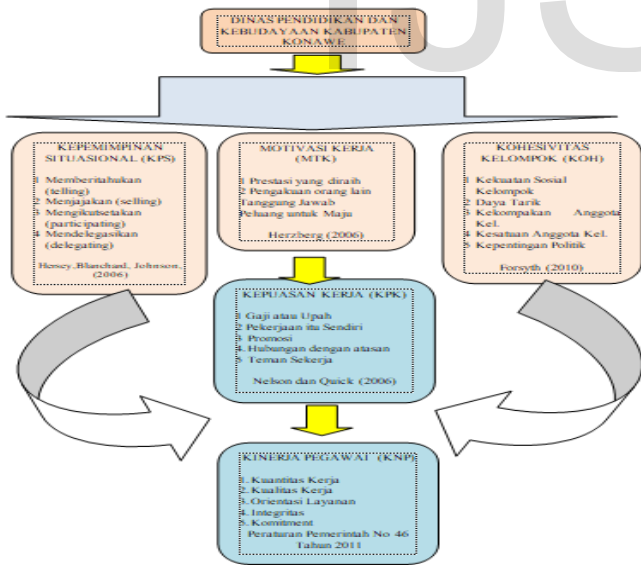 DINAS PENDIDIKAN DAN
KEBUDAYAAN KABUPATEN
KONAWE
KEPEMIMPINAN
SITUASIONAL (KPS)
1 Memberitahukan
(telling)
2 Menjajakan (selling)
3 Mengikutsetakan
(participating)
4 Mendelegasikan
(delegating)
Hersey,Blanchard, Johnson,
(2006)
MOTIVASI KERJA
(MTK)
1 Prestasi yang diraih
2 Pengakuan orang lain
Tanggung Jawab
Peluang untuk Maju
Herzberg (2006)
KOHESIVITAS
KELOMPOK (KOH)
1 Kekuatan Sosial
Kelompok
2 Daya Tarik
3 Kekompakan Anggota
Kel.
4 Kesatuan Anggota Kel.
5 Kepentingan Politik
Forsyth (2010)
KEPUASAN KERJA (KPK)
1 Gaji atau Upah
2 Pekerjaan itu Sendiri
3 Promosi
4. Hubungan dengan atasan
5 Teman Sekerja
Nelson dan Quick (2006)
KINERJA PEGAWAI (KNP)
1. Kuantitas Kerja
2. Kualitas Kerja
3. Orientasi Layanan
4. Integritas
5. Komitment
Peraturan Pemerintah No 46
Tahun 2011